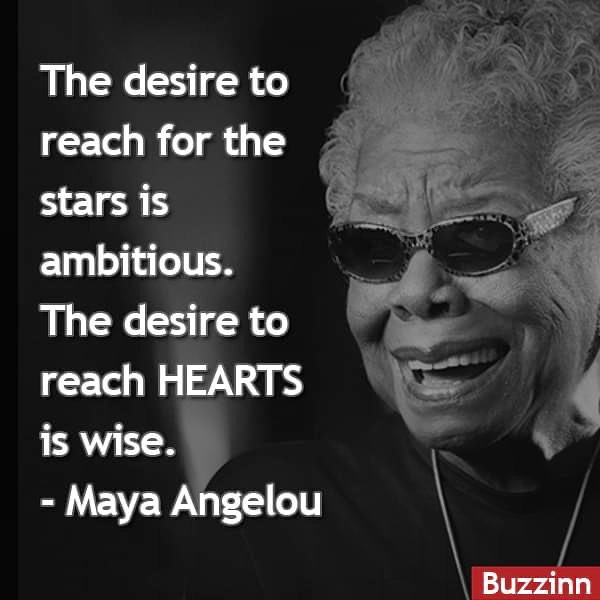 The desire to
reach for the
stars is
ambitious.
The desire to
reach HEARTS
is wise.
- Maya Angelou
Buzzinn